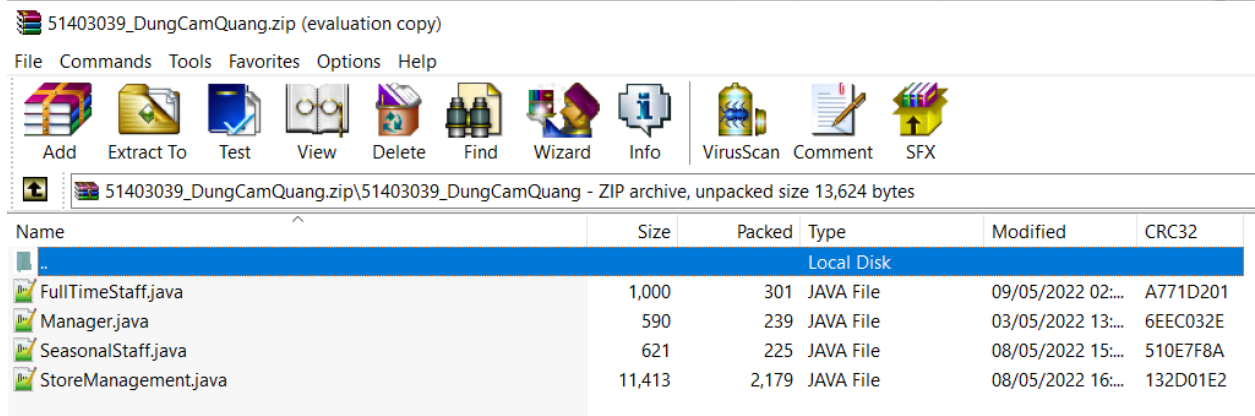 51403039_DungCamQuang.zip (evaluation copy)
File Commands Tools Favorites Options Help
Add Extract To Test View Delete Find Wizard Info VirusScan Comment SFX
51403039_DungCamQuang.zip\51403039_DungCamQuang - ZIP archive, unpacked size 13,624 bytes
Name Size Packed Type Modified CRC32
.. Local Disk
FullTimeStaff.java 1,000 301 JAVA File 09/05/2022 02:... A771D201
Manager.java 590 239 JAVA File 03/05/2022 13:... 6EEC032E
SeasonalStaff.java 621 225 JAVA File 08/05/2022 15:... 510E7F8A
StoreManagement.java 11,413 2,179 JAVA File 08/05/2022 16:... 132D01E2